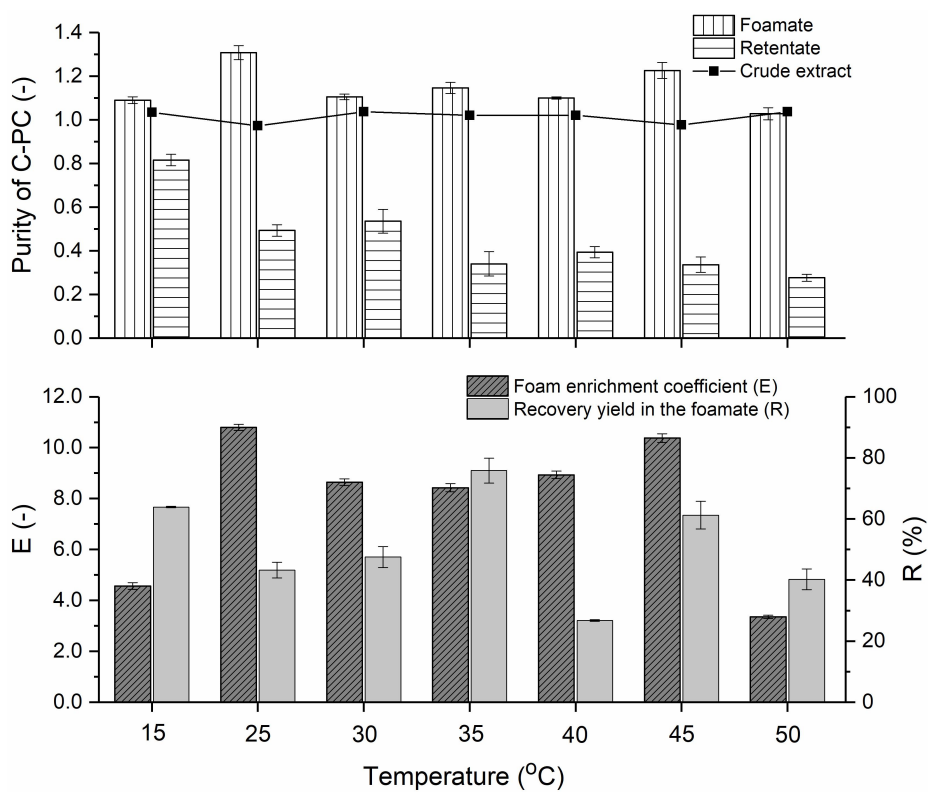 Foamate
Retentate
Crude extract
Purity of C-PC (-)
1.4
1.2
1.0
0.8
0.6
0.4
0.2
0.0
Foam enrichment coefficient (E)
Recovery yield in the foamate (R)
E (-)
12.0
10.0
8.0
6.0
4.0
2.0
0.0
100
80
60
40
20
0
R (%)
15 25 30 35 40 45 50
Temperature (°C)